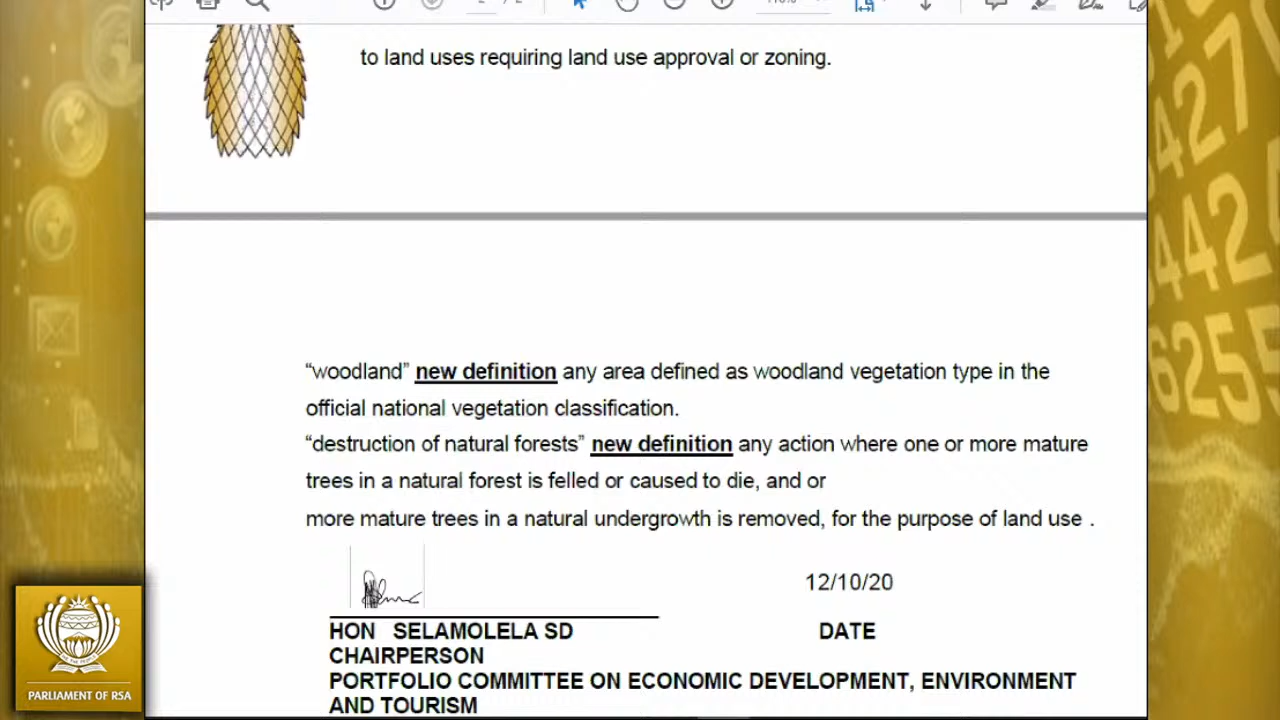 to land uses requiring land use approval or zoning.
“woodland” new definition any area defined as woodland vegetation type in the
official national vegetation classification.
“destruction of natural forests” new definition any action where one or more mature
trees in a natural forest is felled or caused to die, and or
more mature trees in a natural undergrowth is removed, for the purpose of land use .
12/10/20
HON SELAMOLELA SD DATE
CHAIRPERSON
PORTFOLIO COMMITTEE ON ECONOMIC DEVELOPMENT, ENVIRONMENT
AND TOURISM
PARLIAMENT OF RSA
427
442
6255